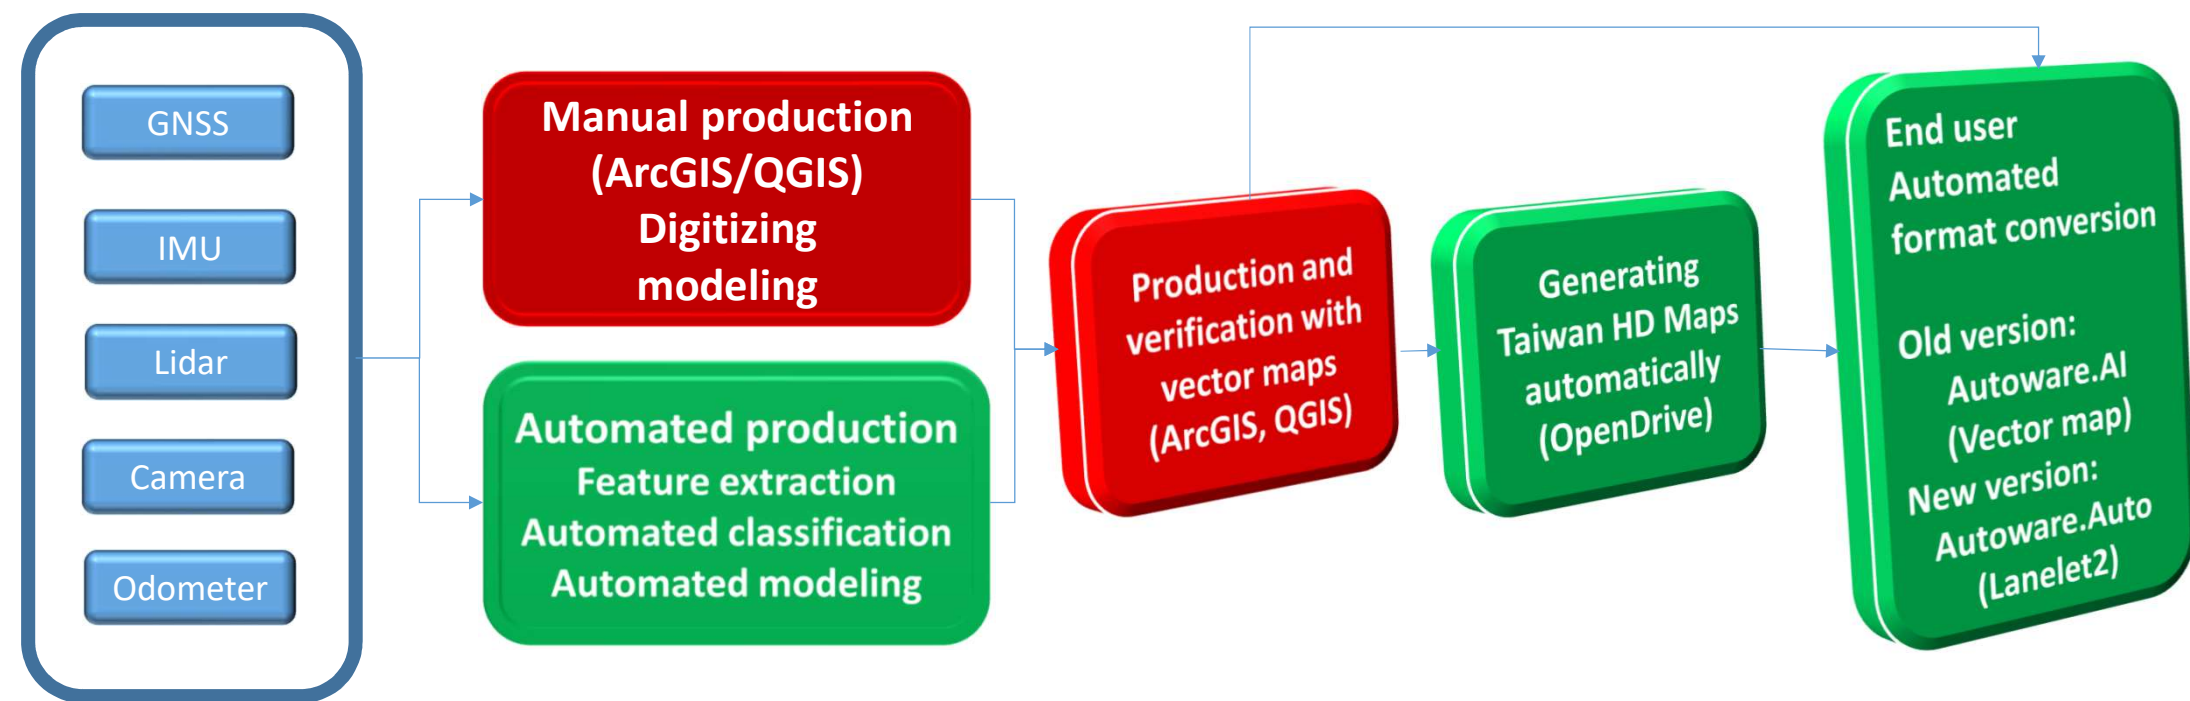 GNSS
IMU
Lidar
Camera
Odometer
Manual production
(ArcGIS/QGIS)
Digitizing
modeling
Automated production
Feature extraction
Automated classification
Automated modeling
Production and
verification with
vector maps
(ArcGIS, QGIS)
Generating
Taiwan HD Maps
automatically
(OpenDrive)
End user
Automated
format conversion
Old version:
Autoware.AI
(Vector map)
New version:
Autoware.Auto
(Lanelet2)